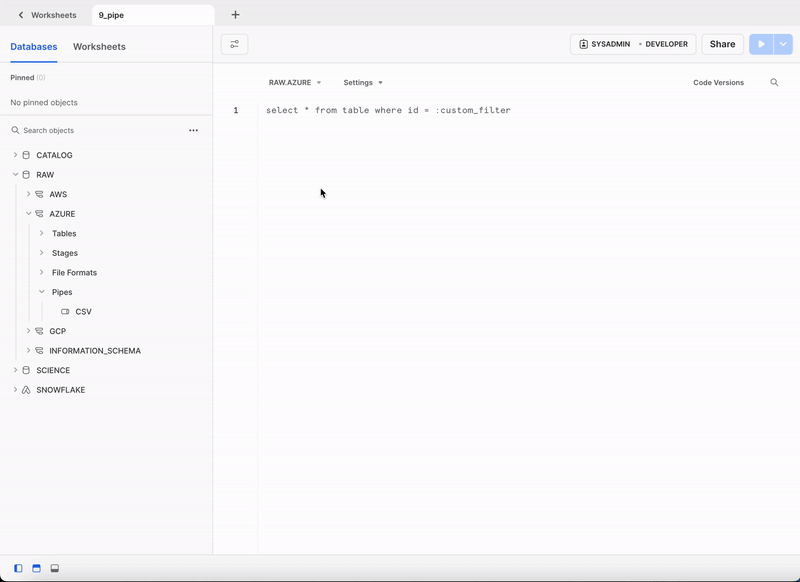 Worksheets
9_pipe
Databases
Worksheets
SYSADMIN • DEVELOPER
Share
Pinned (0)
No pinned objects
RAW.AZURE
Settings
Code Versions
1 select * from table where id = :custom_filter
Search objects
CATALOG
RAW
AWS
AZURE
Tables
Stages
File Formats
Pipes
CSV
GCP
INFORMATION_SCHEMA
SCIENCE
SNOWFLAKE